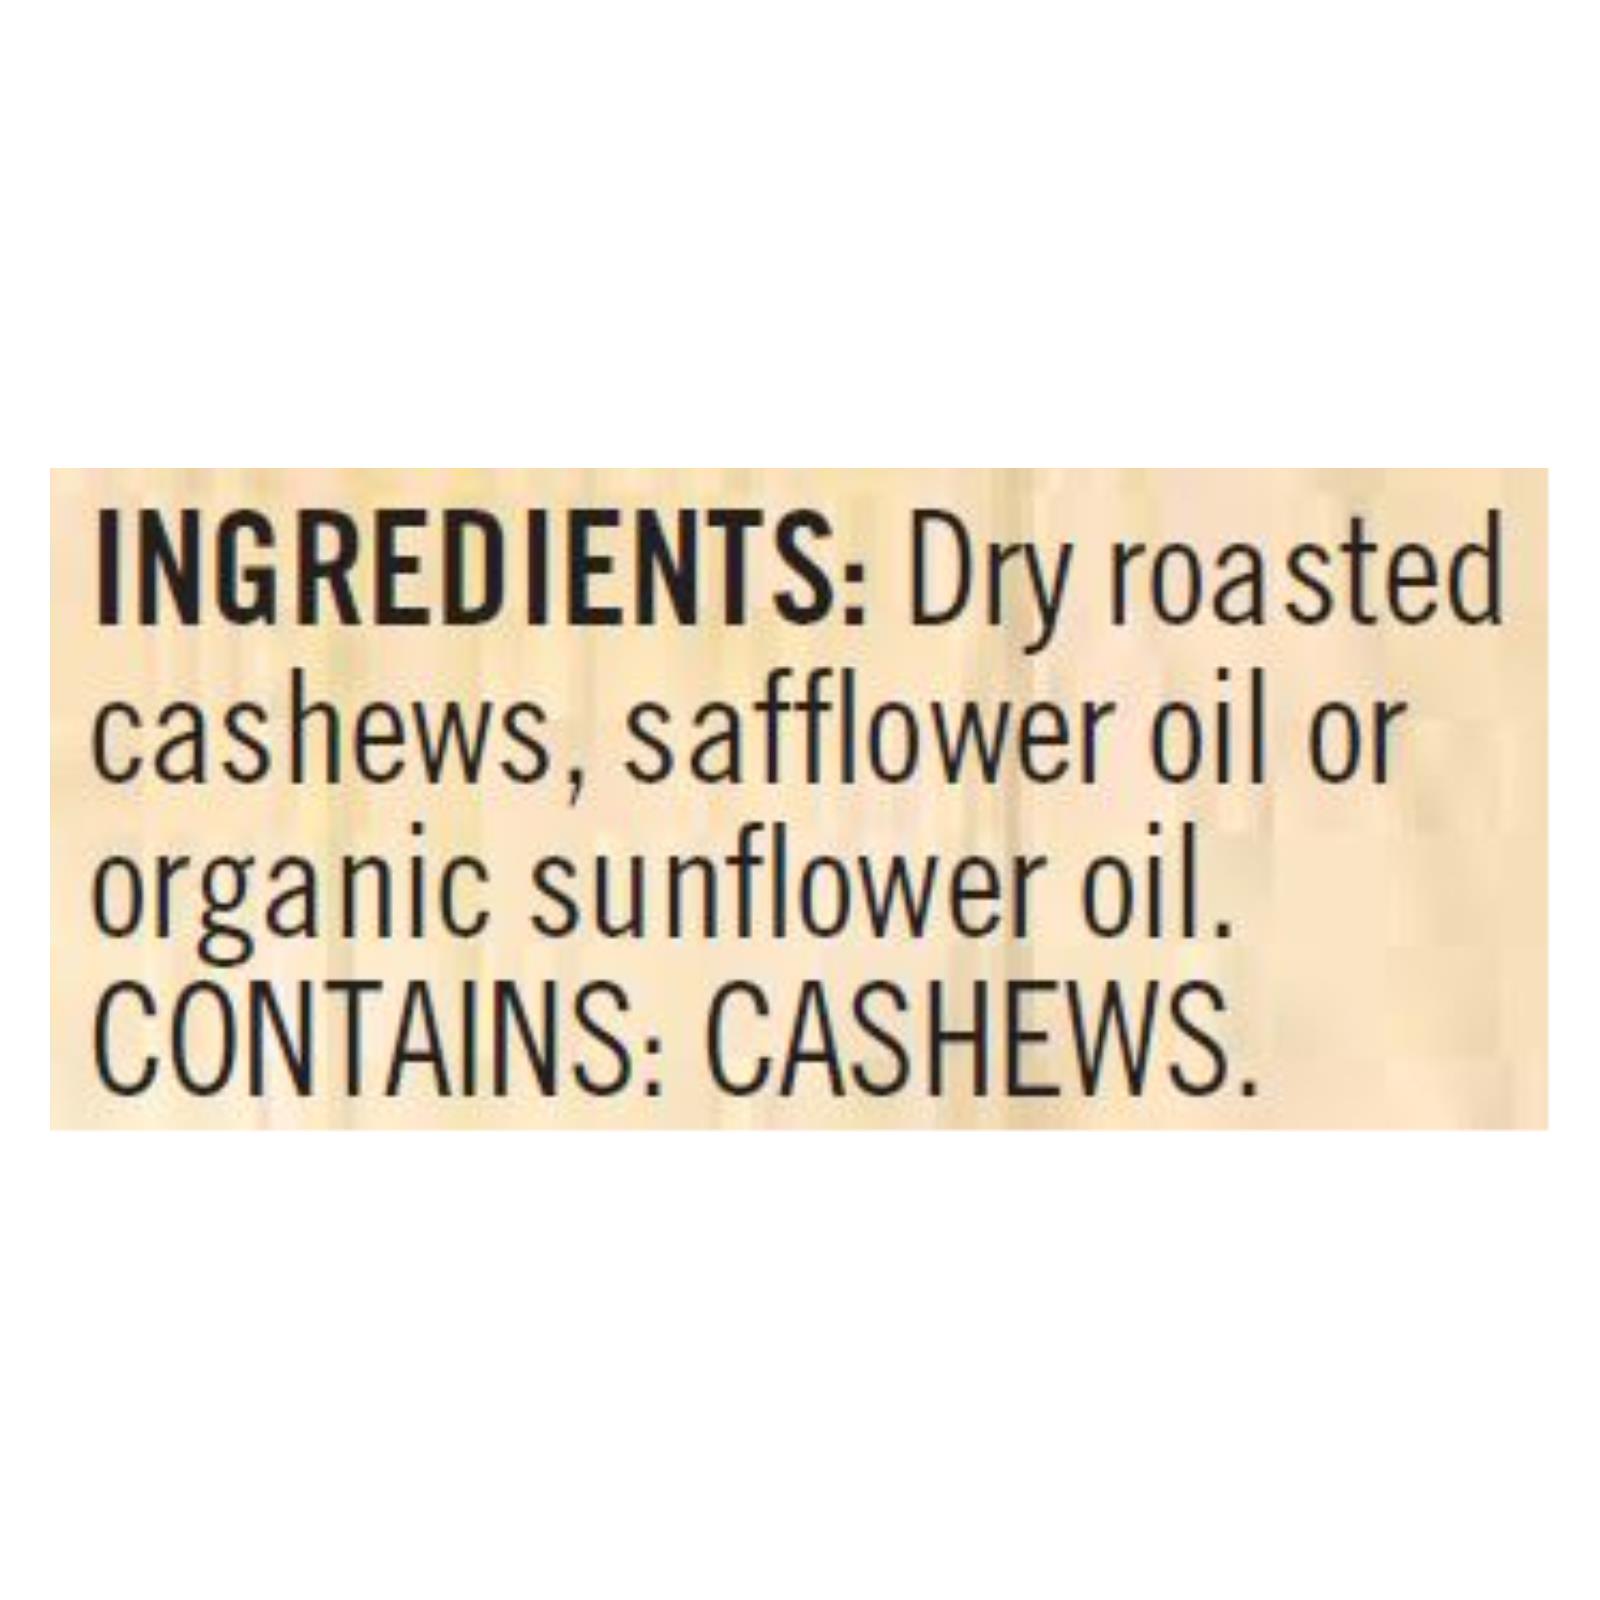 INGREDIENTS: Dry roasted
cashews, safflower oil or
organic sunflower oil.
CONTAINS: CASHEWS.